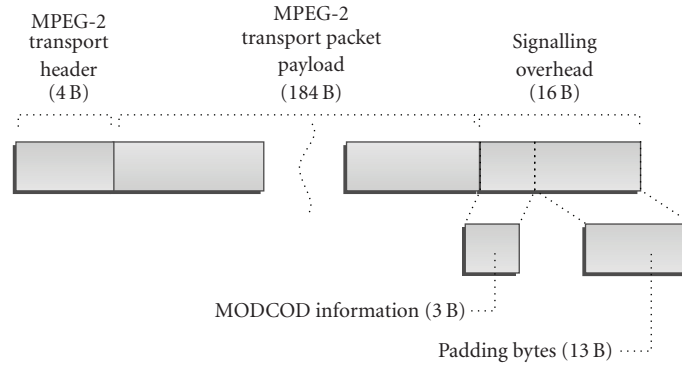 MPEG-2
transport
header
(4 B)
MPEG-2
transport packet
payload
(184 B)
Signalling
overhead
(16 B)
MODCOD information (3 B)
Padding bytes (13 B)